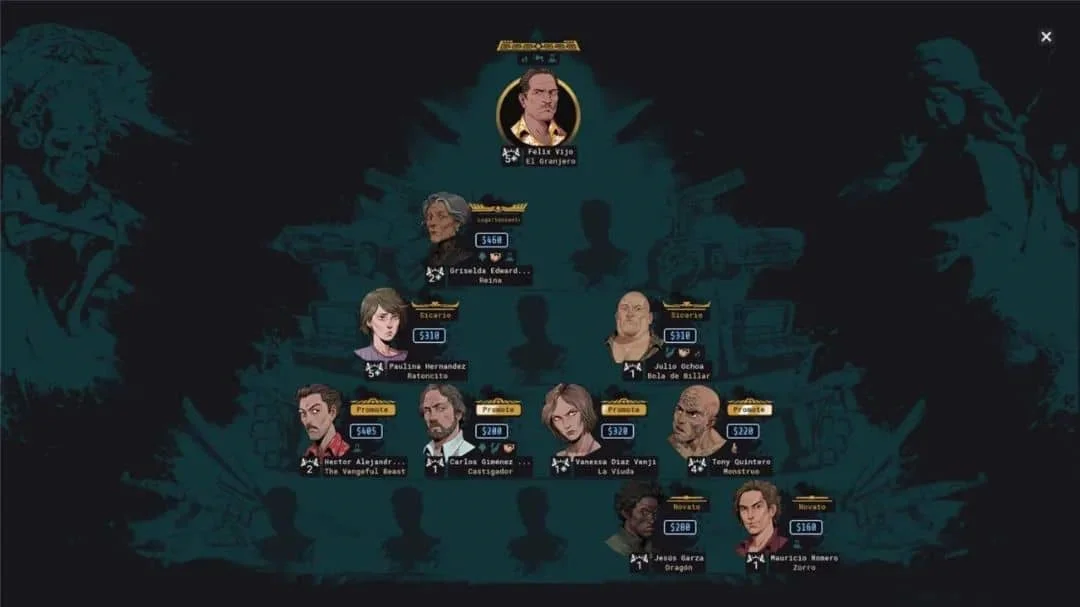 5+
Felix Vijo
El Granjero
$460
2+
Griselda Edward...
Reina
Sicario
$310
5+
Paulina Hernandez
Ratoncito
Sicario
$310
1
Julio Ochoa
Bola de Billar
Promote
$405
2
Hector Alejandr...
The Vengeful Beast
Promote
$200
1
Carlos Gimenez ...
Castigador
Promote
$320
1+
Vanessa Diaz Venji
La Viuda
Promote
$220
4+
Tony Quintero
Monstruo
Novato
$200
1
Jesús Garza
Dragón
Novato
$160
1
Mauricio Romero
Zorro